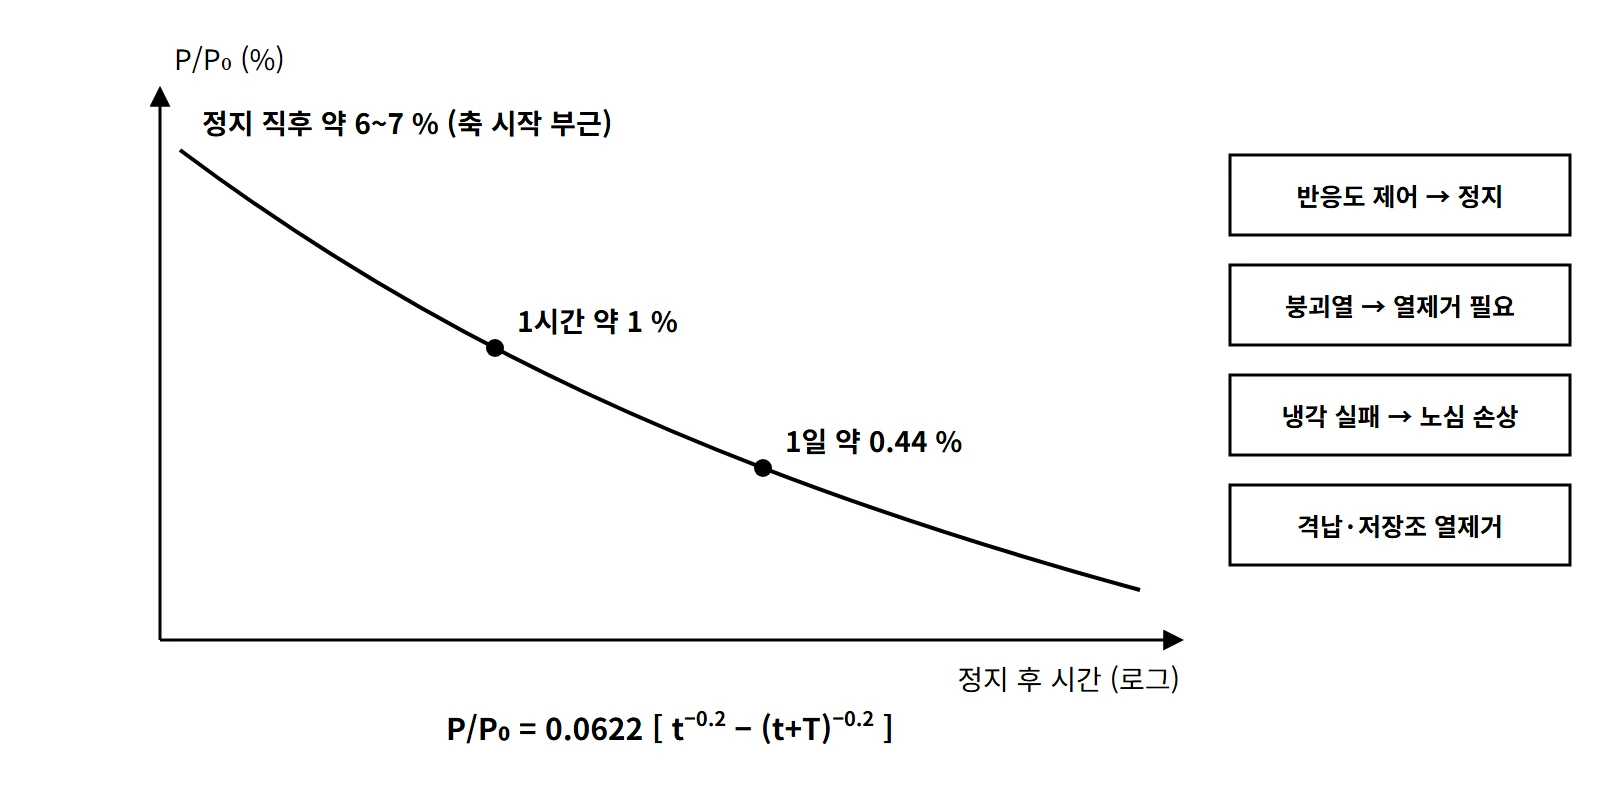 P/P₀ (%)
정지 직후 약 6~7 % (축 시작 부근)
1시간 약 1 %
1일 약 0.44 %
정지 후 시간 (로그)
P/P₀ = 0.0622 [ t⁻⁰·² − (t+T)⁻⁰·² ]
반응도 제어 → 정지
붕괴열 → 열제거 필요
냉각 실패 → 노심 손상
격납·저장조 열제거